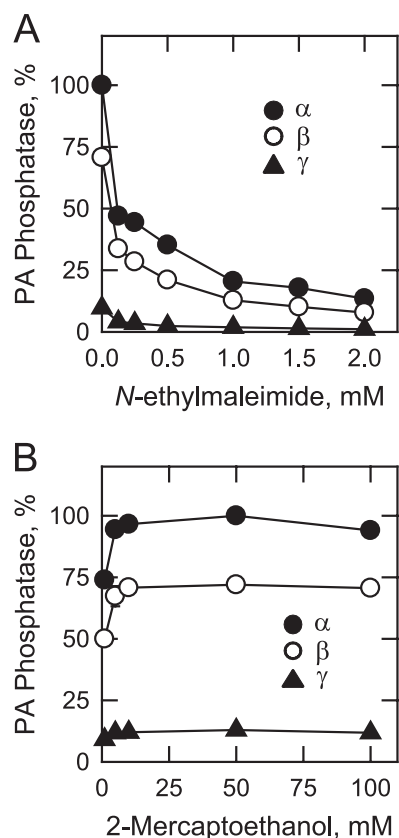 A
PA Phosphatase, %
100
75
50
25
0
α
β
γ
0.0 0.5 1.0 1.5 2.0
N-ethylmaleimide, mM
B
PA Phosphatase, %
100
75
50
25
0
α
β
γ
0 25 50 75 100
2-Mercaptoethanol, mM